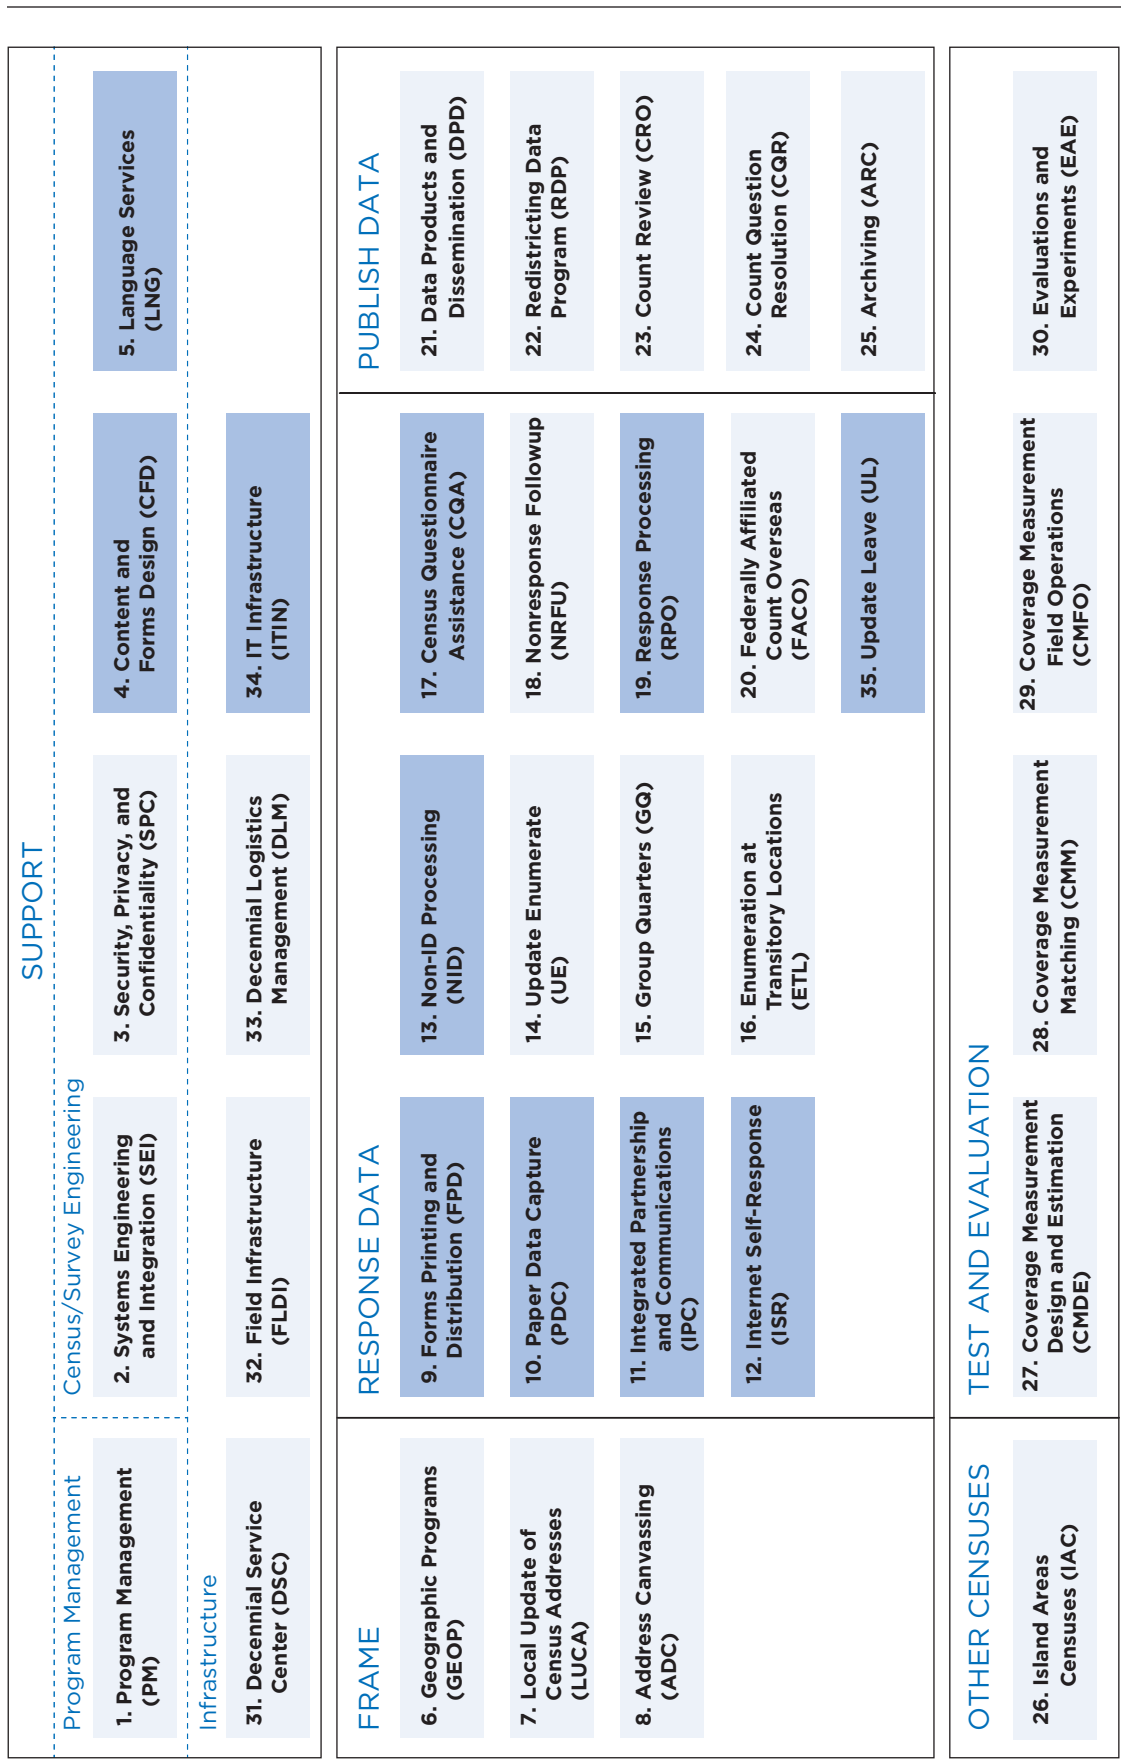 SUPPORT
Program Management
1. Program Management
(PM)
Census/Survey Engineering
2. Systems Engineering
and Integration (SEI)
3. Security, Privacy, and
Confidentiality (SPC)
4. Content and
Forms Design (CFD)
5. Language Services
(LNG)
Infrastructure
31. Decennial Service
Center (DSC)
32. Field Infrastructure
(FLDI)
33. Decennial Logistics
Management (DLM)
34. IT Infrastructure
(ITIN)
FRAME
6. Geographic Programs
(GEOP)
7. Local Update of
Census Addresses
(LUCA)
8. Address Canvassing
(ADC)
RESPONSE DATA
9. Forms Printing and
Distribution (FPD)
10. Paper Data Capture
(PDC)
11. Integrated Partnership
and Communications
(IPC)
12. Internet Self-Response
(ISR)
13. Non-ID Processing
(NID)
14. Update Enumerate
(UE)
15. Group Quarters (GQ)
16. Enumeration at
Transitory Locations
(ETL)
17. Census Questionnaire
Assistance (CQA)
18. Nonresponse Followup
(NRFU)
19. Response Processing
(RPO)
20. Federally Affiliated
Count Overseas
(FACO)
35. Update Leave (UL)
PUBLISH DATA
21. Data Products and
Dissemination (DPD)
22. Redistricting Data
Program (RDP)
23. Count Review (CRO)
24. Count Question
Resolution (CQR)
25. Archiving (ARC)
OTHER CENSUSES
26. Island Areas
Censuses (IAC)
TEST AND EVALUATION
27. Coverage Measurement
Design and Estimation
(CMDE)
28. Coverage Measurement
Matching (CMM)
29. Coverage Measurement
Field Operations
(CMFO)
30. Evaluations and
Experiments (EAE)